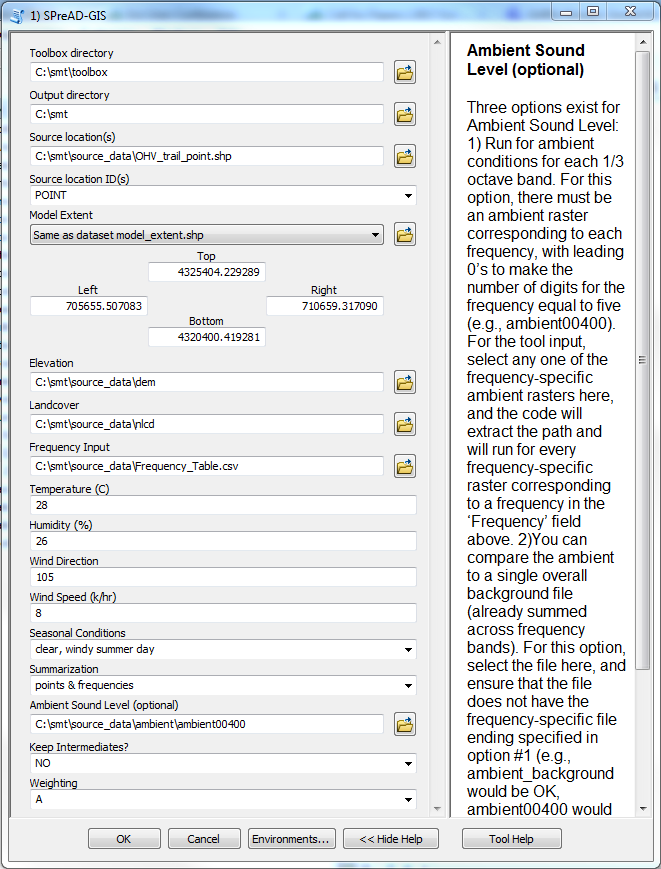 1) SPreAD-GIS
Toolbox directory
C:\smt\toolbox
Output directory
C:\smt
Source location(s)
C:\smt\source_data\OHV_trail_point.shp
Source location ID(s)
POINT
Model Extent
Same as dataset model_extent.shp
Top
4325404.229289
Left
Right
705655.507083
710659.317090
Bottom
4320400.419281
Elevation
C:\smt\source_data\dem
Landcover
C:\smt\source_data\nlcd
Frequency Input
C:\smt\source_data\Frequency_Table.csv
Temperature (C)
28
Humidity (%)
26
Wind Direction
105
Wind Speed (k/hr)
8
Seasonal Conditions
clear, windy summer day
Summarization
points & frequencies
Ambient Sound Level (optional)
C:\smt\source_data\ambient\ambient00400
Keep Intermediates?
NO
Weighting
A
Ambient Sound
Level (optional)
Three options exist for
Ambient Sound Level:
1) Run for ambient
conditions for each 1/3
octave band. For this
option, there must be
an ambient raster
corresponding to each
frequency, with leading
0's to make the
number of digits for the
frequency equal to five
(e.g., ambient00400).
For the tool input,
select any one of the
frequency-specific
ambient rasters here,
and the code will
extract the path and
will run for every
frequency-specific
raster corresponding
to a frequency in the
‘Frequency’ field
above. 2)You can
compare the ambient
to a single overall
background file
(already summed
across frequency
bands). For this option,
select the file here, and
ensure that the file
does not have the
frequency-specific file
ending specified in
option #1 (e.g.,
ambient_background
would be OK,
ambient00400 would
OK
Cancel
Environments...
<< Hide Help
Tool Help